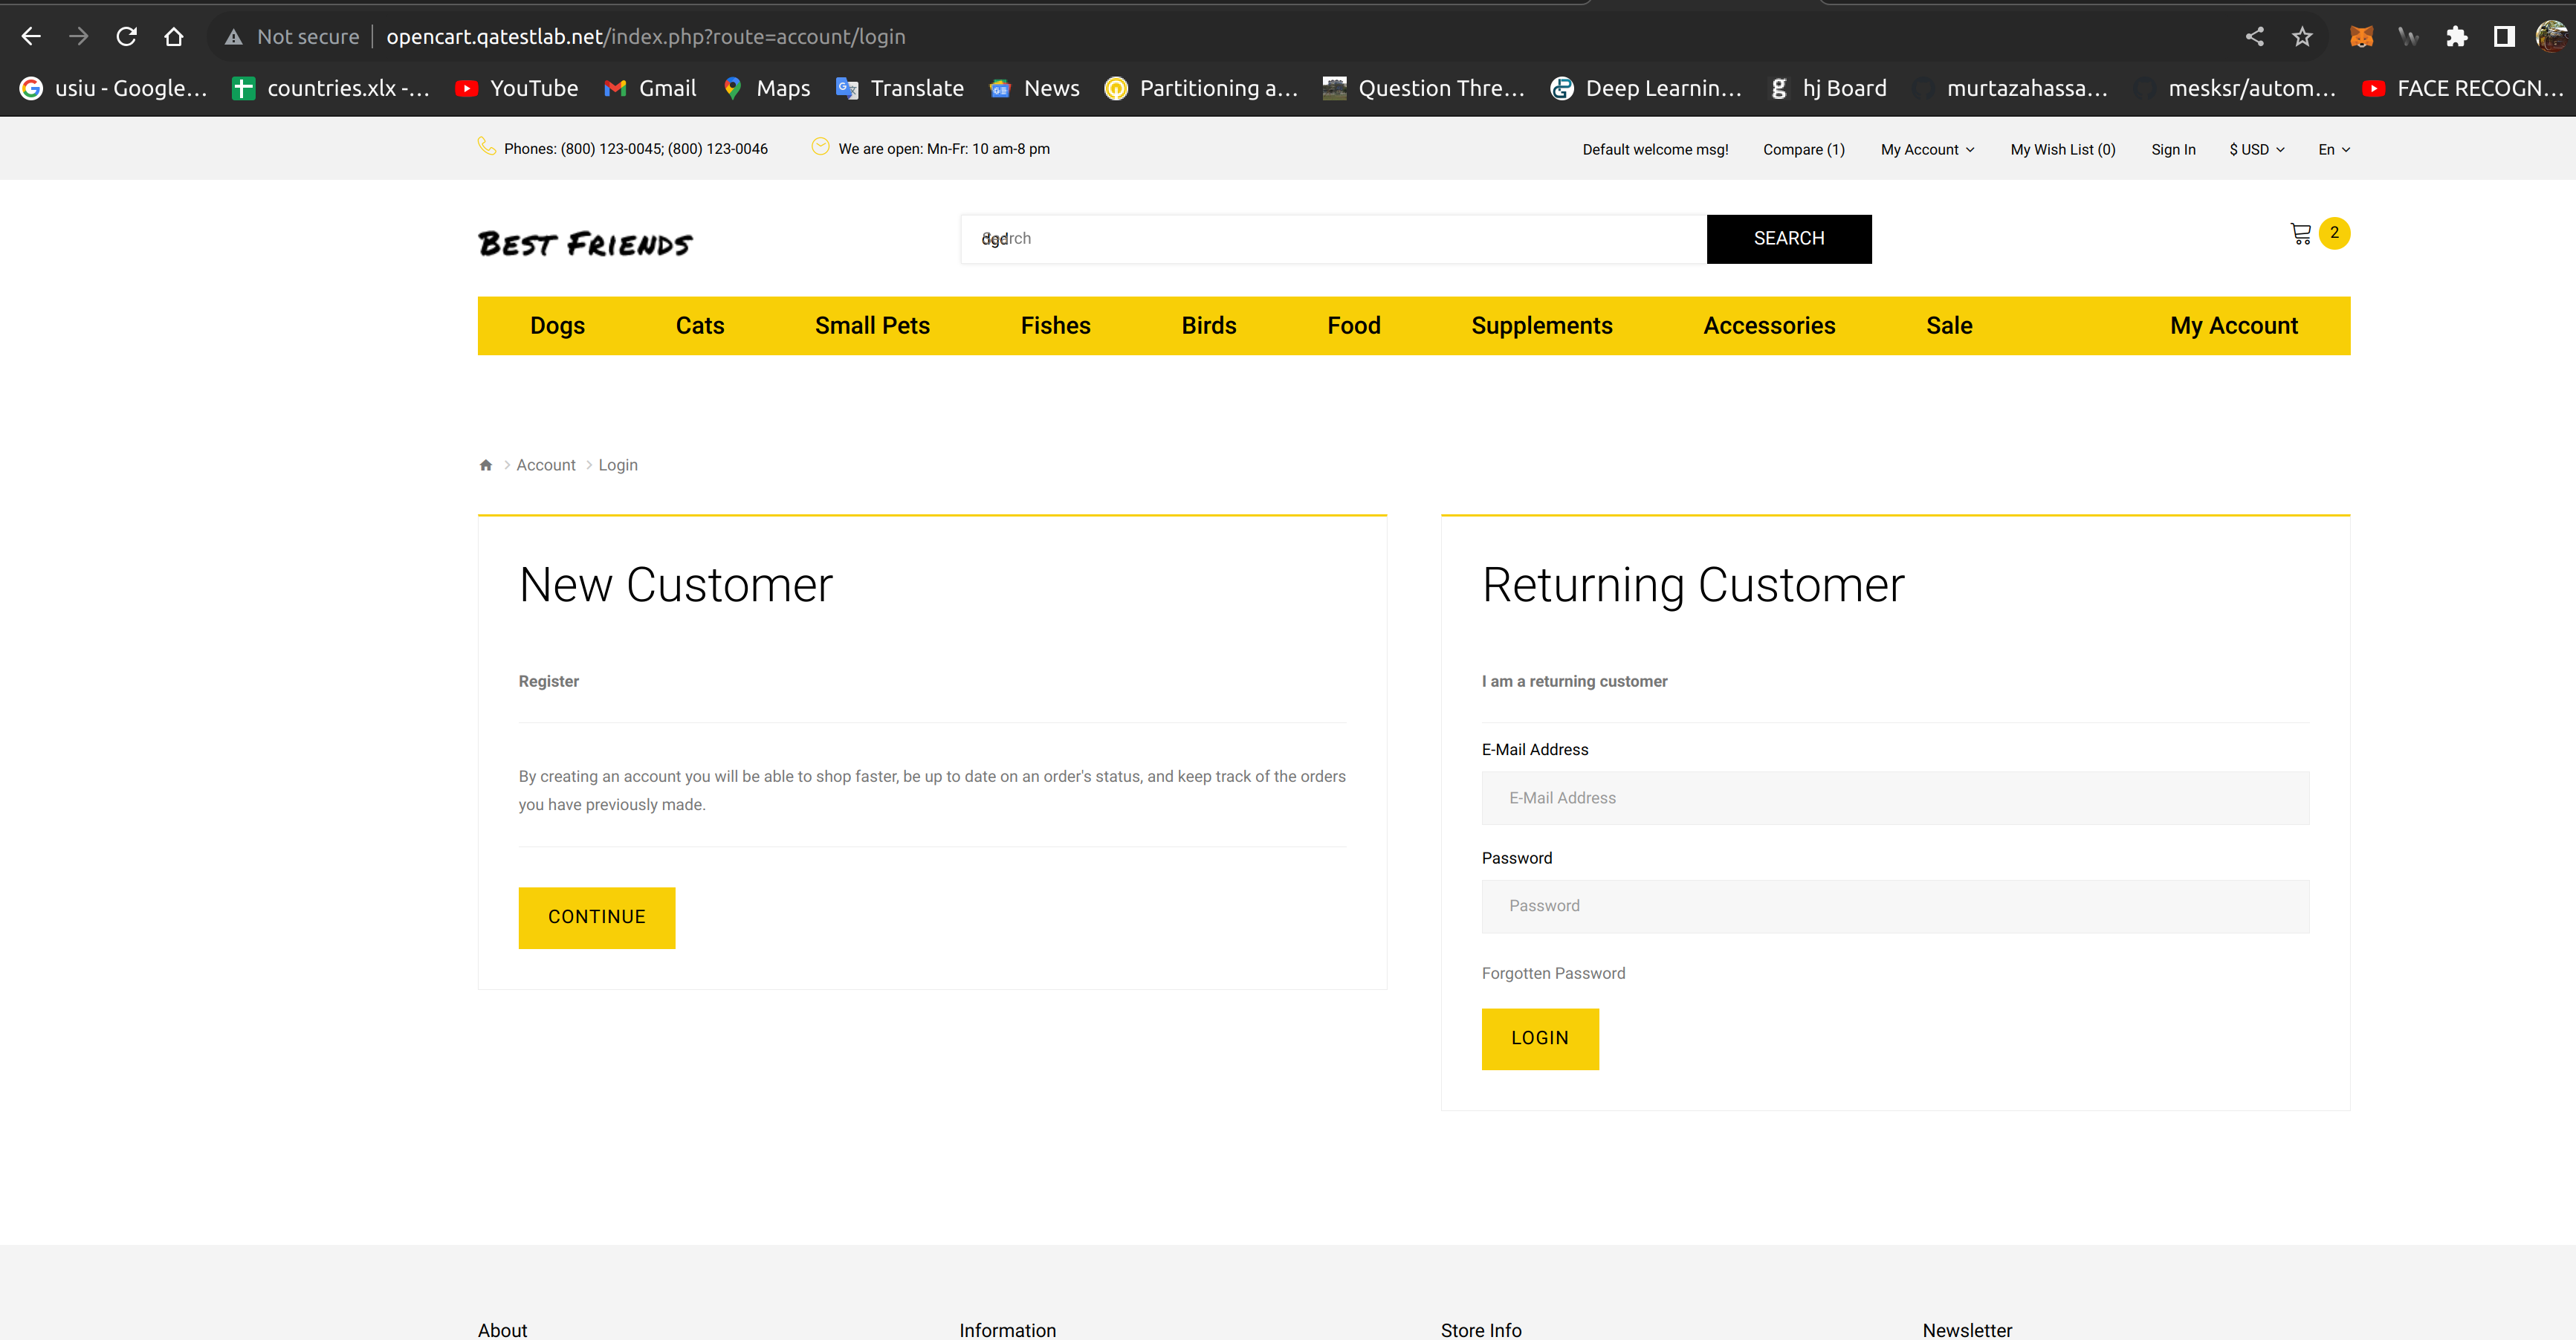 Not secure opencart.qatestlab.net/index.php?route=account/login
usiu - Google... countries.xlx -... YouTube Gmail Maps Translate News Partitioning a... Question Thre... Deep Learnin... hj Board murtazahassa... mesksr/autom... FACE RECOGN...
Phones: (800) 123-0045; (800) 123-0046 We are open: Mn-Fr: 10 am-8 pm Default welcome msg! Compare (1) My Account My Wish List (0) Sign In $ USD En
BEST FRIENDS dgd Search SEARCH 2
Dogs Cats Small Pets Fishes Birds Food Supplements Accessories Sale My Account
Account Login
New Customer
Register
By creating an account you will be able to shop faster, be up to date on an order's status, and keep track of the orders
you have previously made.
CONTINUE
Returning Customer
I am a returning customer
E-Mail Address
E-Mail Address
Password
Password
Forgotten Password
LOGIN
About Information Store Info Newsletter